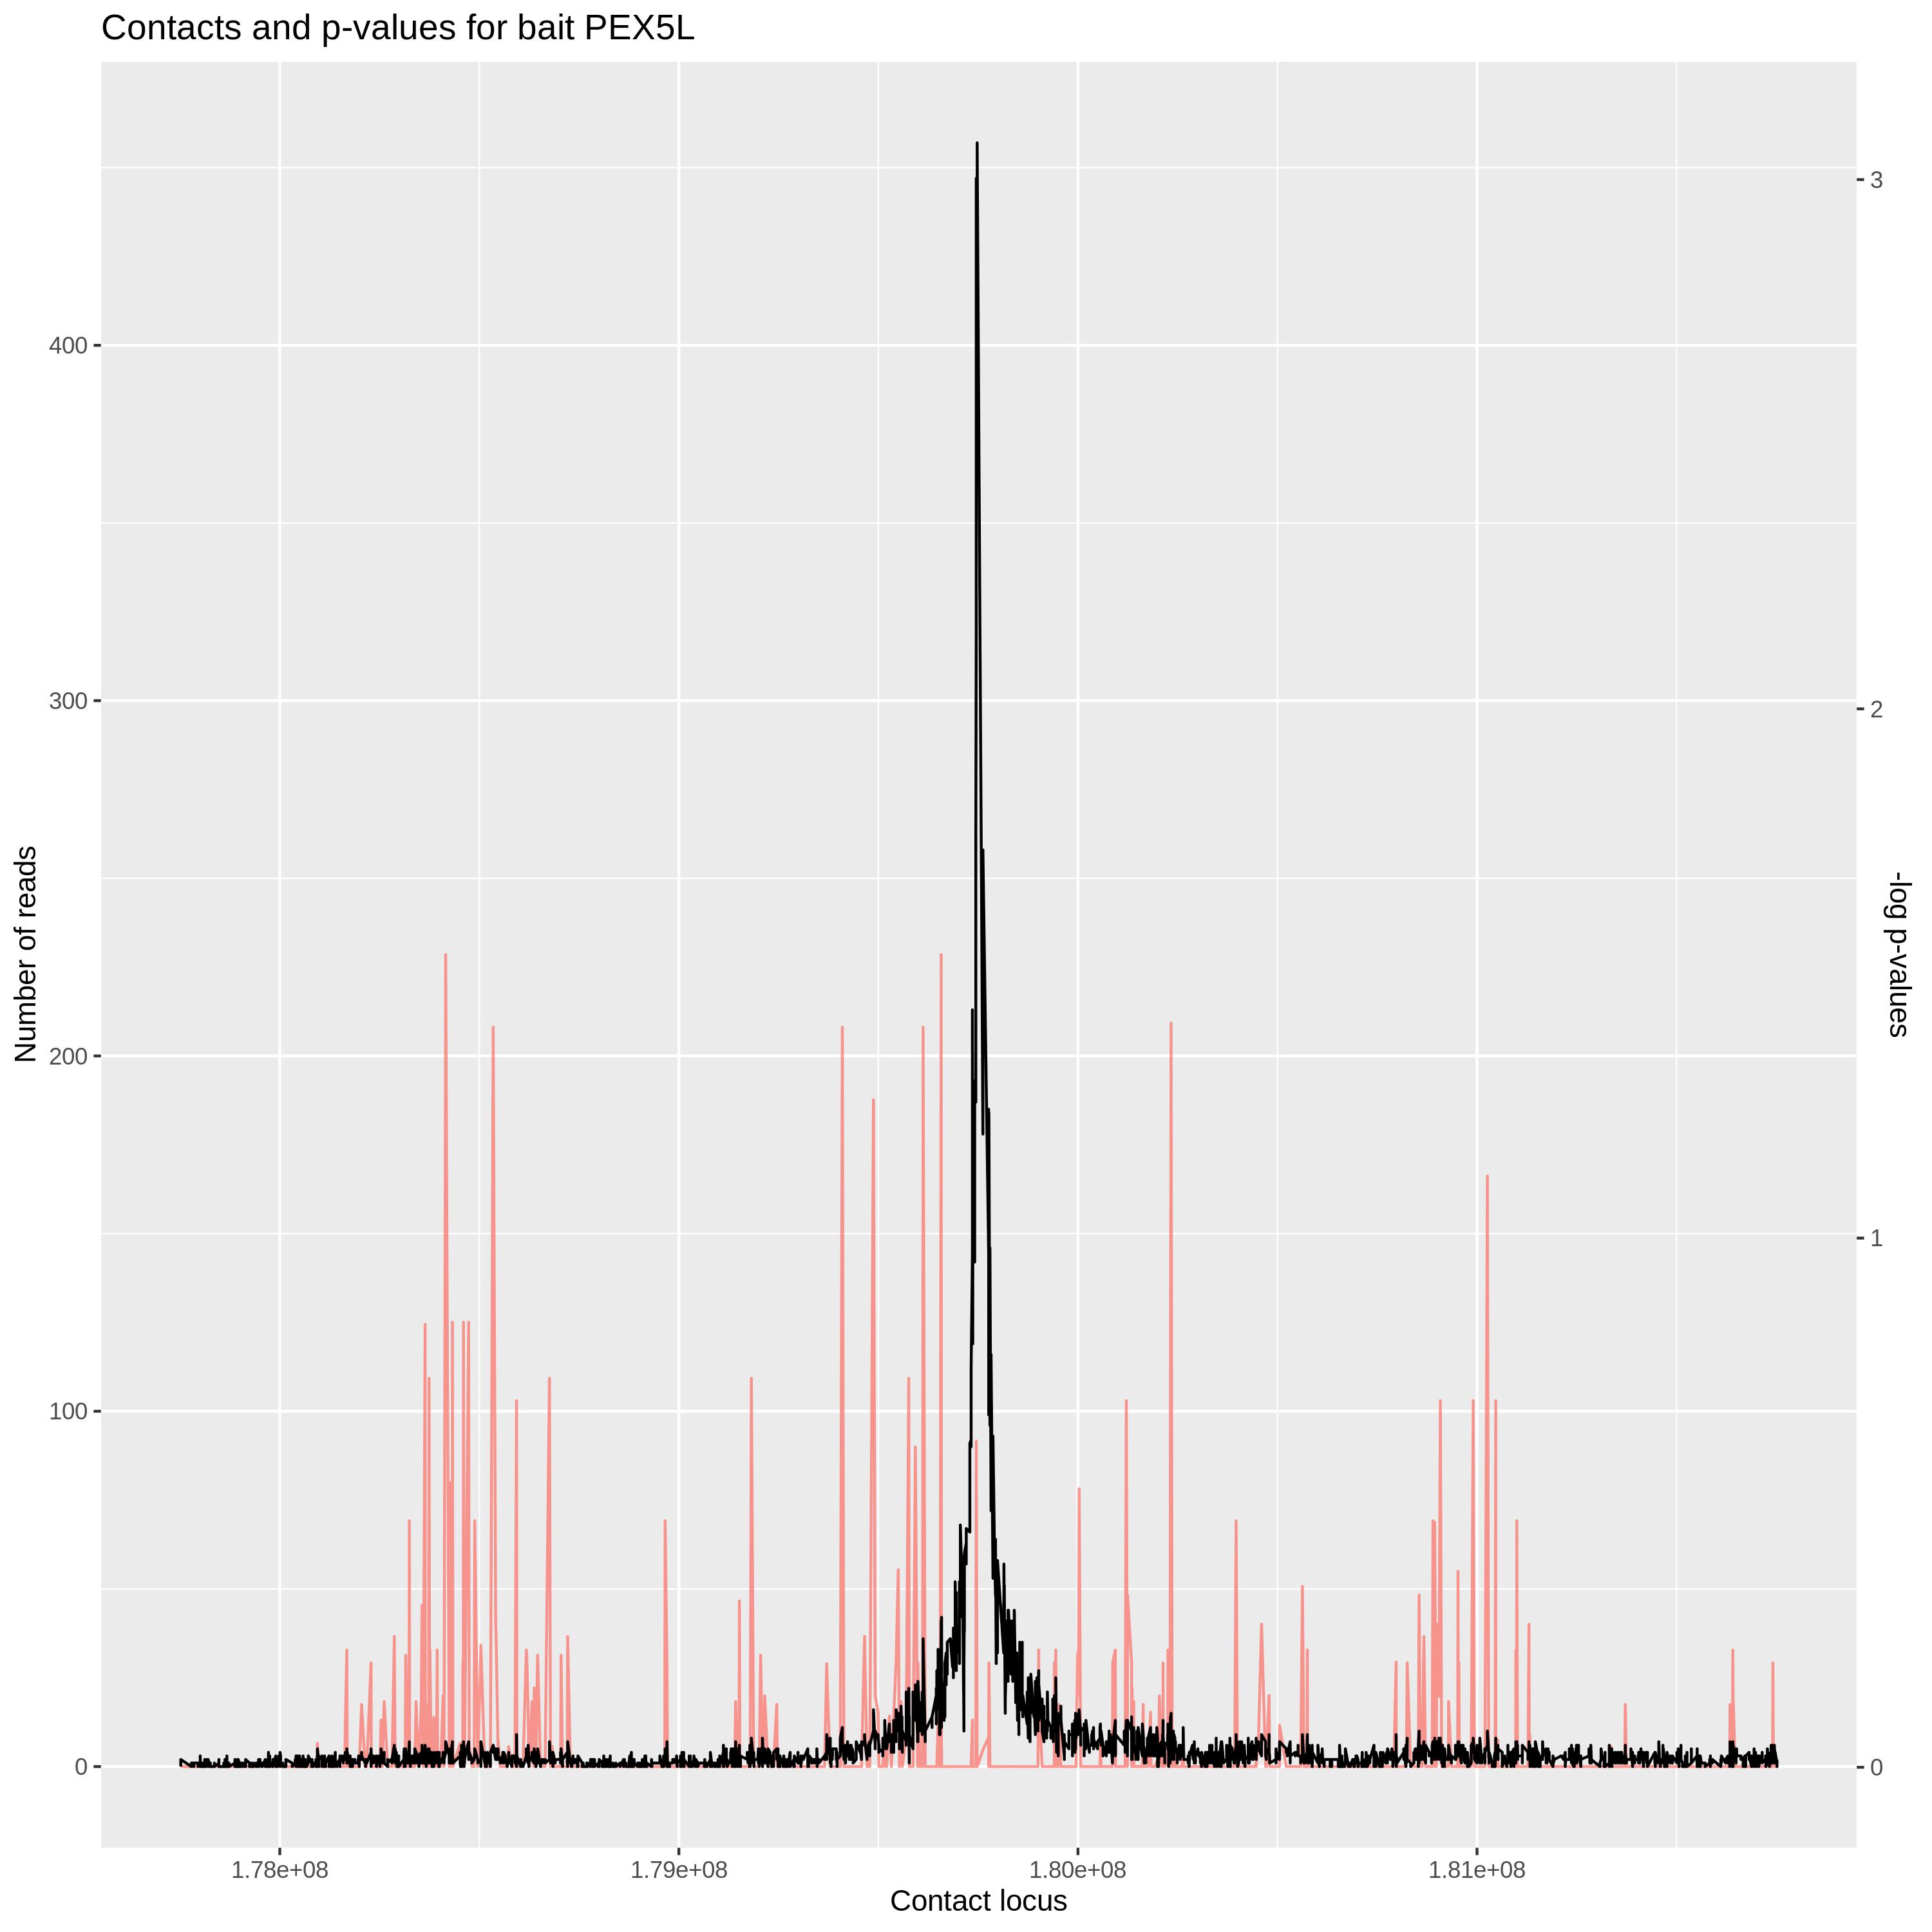 Contacts and p-values for bait PEX5L
Number of reads
400
300
200
100
0
3
2
1
0
-log p-values
1.78e+08
1.79e+08
1.80e+08
1.81e+08
Contact locus